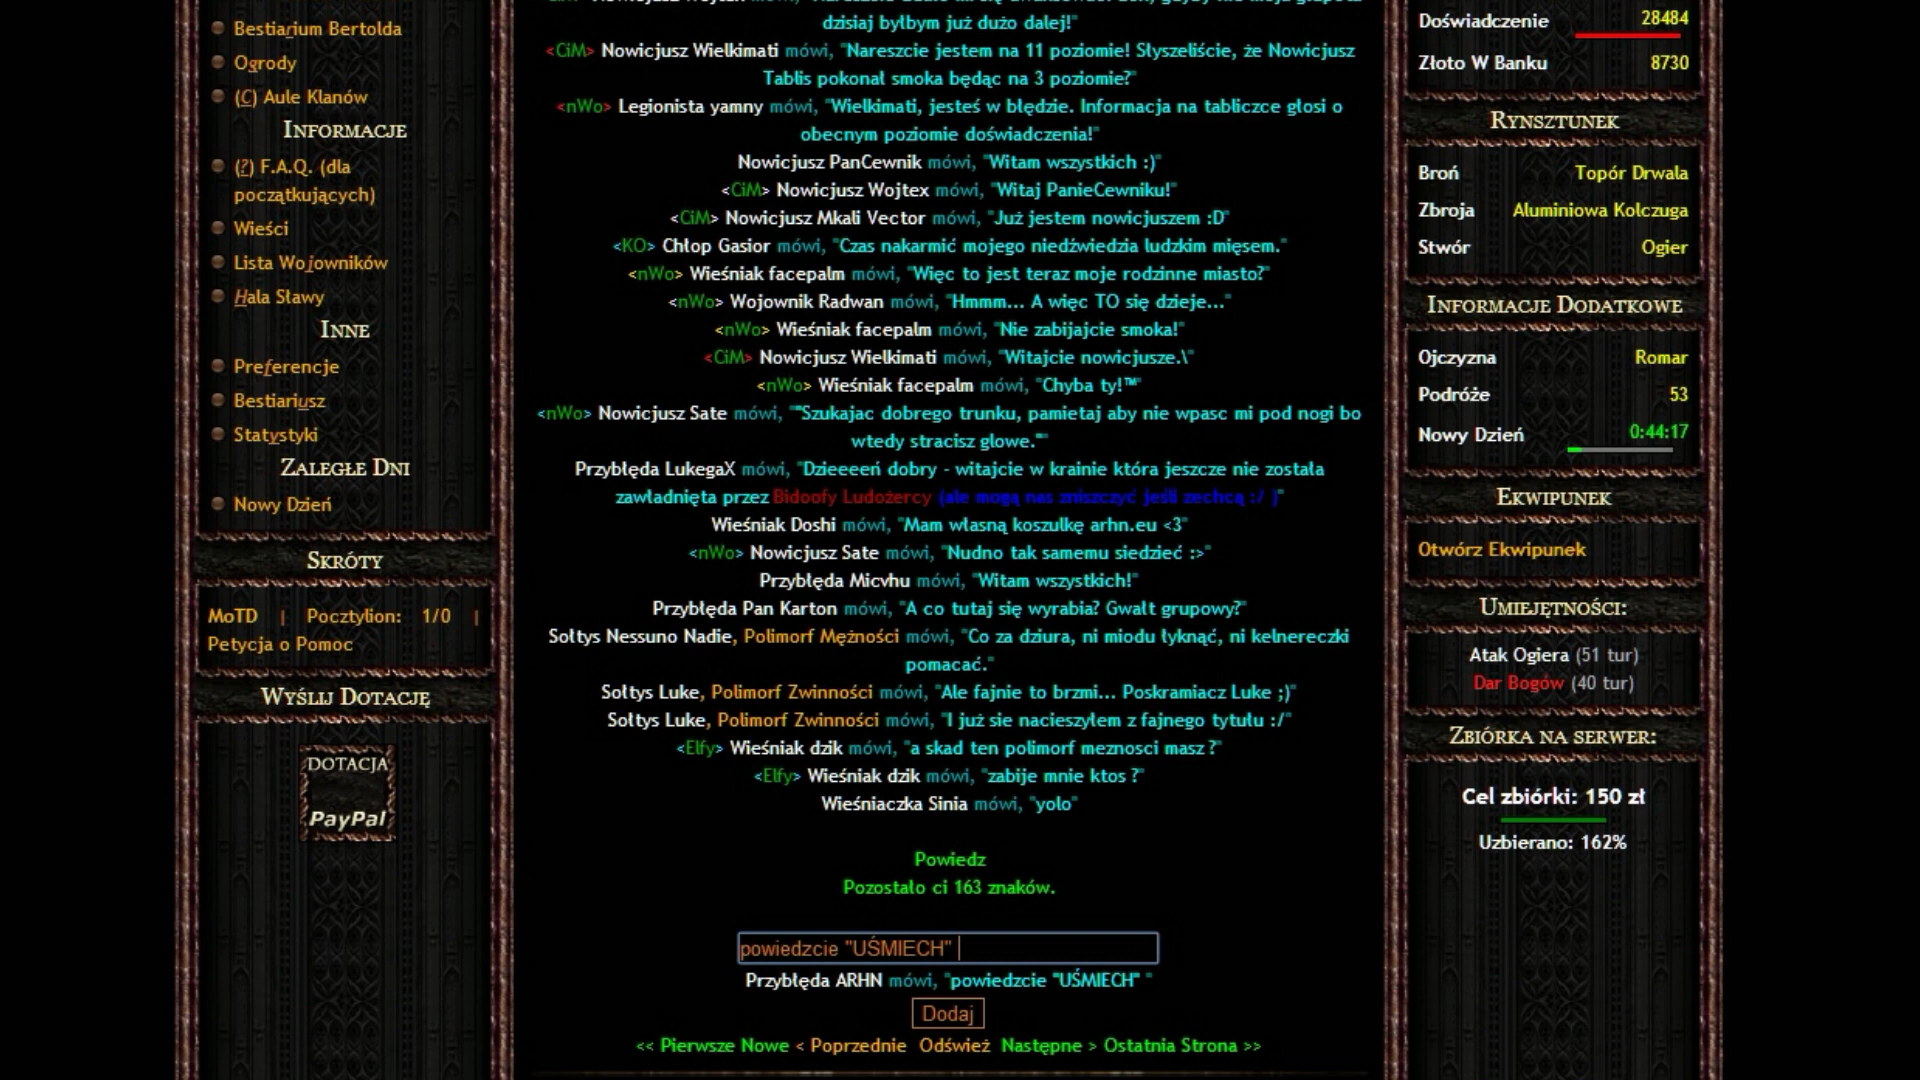 Bestiarium Bertolda
Ogrody
(C) Aule Klanów
Informacje
(?) F.A.Q. (dla
początkujących)
Wieści
Lista Wojowników
Hala Sławy
Inne
Preferencje
Bestiariusz
Statystyki
Zaległe Dni
Nowy Dzień
Skróty
MoTD | Pocztylion: 1/0 |
Petycja o Pomoc
Wyślij Dotację
DOTACJA
PayPal
dzisiaj byłbym już dużo dalej!"
<CiM> Nowicjusz Wielkimati mówi, "Nareszcie jestem na 11 poziomie! Słyszeliście, że Nowicjusz
Tablis pokonał smoka będąc na 3 poziomie?"
<nWo> Legionista yamny mówi, "Wielkimati, jesteś w błędzie. Informacja na tabliczce głosi o
obecnym poziomie doświadczenia!"
Nowicjusz PanCewnik mówi, "Witam wszystkich :)"
<CiM> Nowicjusz Wojtex mówi, "Witaj PanieCewniku!"
<CiM> Nowicjusz Mkali Vector mówi, "Już jestem nowicjuszem :D"
<KO> Chłop Gasior mówi, "Czas nakarmić mojego niedźwiedzia ludzkim mięsem."
<nWo> Wieśniak facepalm mówi, "Więc to jest teraz moje rodzinne miasto?"
<nWo> Wojownik Radwan mówi, "Hmmm... A więc TO się dzieje..."
<nWo> Wieśniak facepalm mówi, "Nie zabijajcie smoka!"
<CiM> Nowicjusz Wielkimati mówi, "Witajcie nowicjusze.\"
<nWo> Wieśniak facepalm mówi, "Chyba ty!™"
<nWo> Nowicjusz Sate mówi, ""Szukajac dobrego trunku, pamietaj aby nie wpasc mi pod nogi bo
wtedy stracisz glowe.""
Przybłęda LukegaX mówi, "Dzieeeeń dobry - witajcie w krainie która jeszcze nie została
zawładnięta przez Bidoofy Ludożercy (ale mogą nas zniszczyć jeśli zechcą :/ )"
Wieśniak Doshi mówi, "Mam własną koszulkę arhn.eu <3"
<nWo> Nowicjusz Sate mówi, "Nudno tak samemu siedzieć :>"
Przybłęda Micvhu mówi, "Witam wszystkich!"
Przybłęda Pan Karton mówi, "A co tutaj się wyrabia? Gwałt grupowy?"
Sołtys Nessuno Nadie, Polimorf Mężności mówi, "Co za dziura, ni miodu łyknąć, ni kelnereczki
pomacać."
Sołtys Luke, Polimorf Zwinności mówi, "Ale fajnie to brzmi... Poskramiacz Luke ;)"
Sołtys Luke, Polimorf Zwinności mówi, "I już sie nacieszyłem z fajnego tytułu :/"
<Elfy> Wieśniak dzik mówi, "a skad ten polimorf meznosci masz ?"
<Elfy> Wieśniak dzik mówi, "zabije mnie ktos ?"
Wieśniaczka Sinia mówi, "yolo"
Powiedz
Pozostało ci 163 znaków.
powiedzcie "UŚMIECH"
Przybłęda ARHN mówi, "powiedzcie "UŚMIECH" "
Dodaj
<< Pierwsze Nowe < Poprzednie Odśwież Następne > Ostatnia Strona >>
Doświadczenie 28484
Złoto W Banku 8730
Rynsztunek
Broń Topór Drwala
Zbroja Aluminiowa Kolczuga
Stwór Ogier
Informacje Dodatkowe
Ojczyzna Romar
Podróże 53
Nowy Dzień 0:44:17
Ekwipunek
Otwórz Ekwipunek
Umiejętności:
Atak Ogiera (51 tur)
Dar Bogów (40 tur)
Zbiórka na serwer:
Cel zbiórki: 150 zł
Uzbierano: 162%